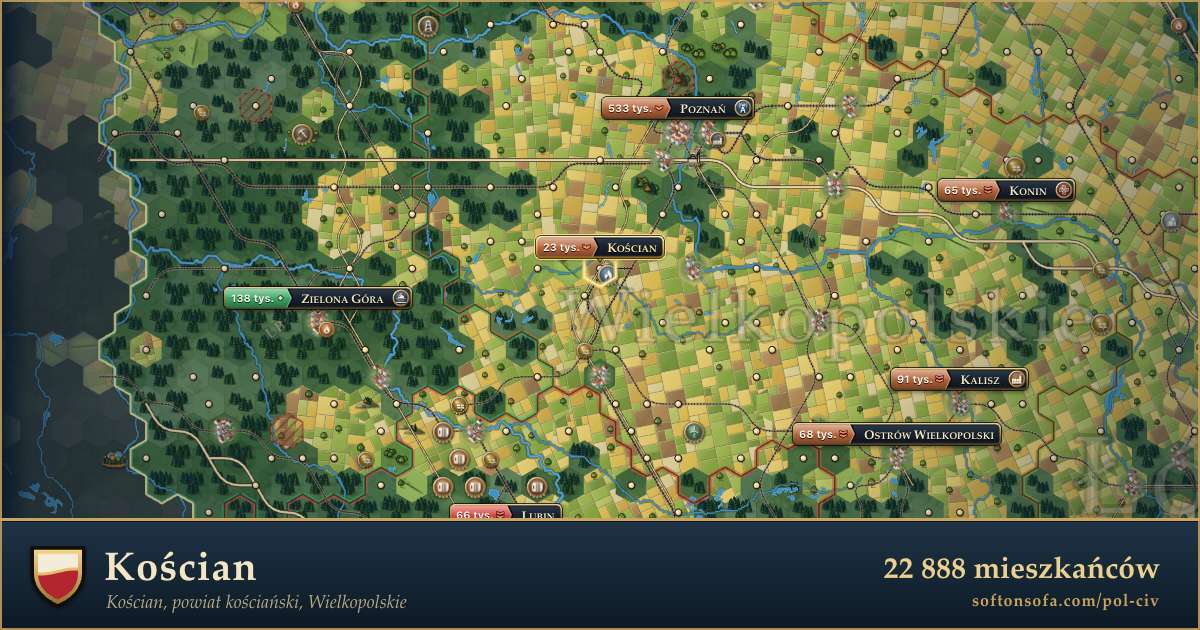 533 tys. POZNAŃ
65 tys. KONIN
23 tys. KOŚCIAN
138 tys. ZIELONA GÓRA
Wielkopolskie
91 tys. KALISZ
68 tys. OSTRÓW WIELKOPOLSKI
66 tys. LUBIN
Kościan
22 888 mieszkańców
Kościan, powiat kościański, Wielkopolskie
softonsofa.com/pol-civ